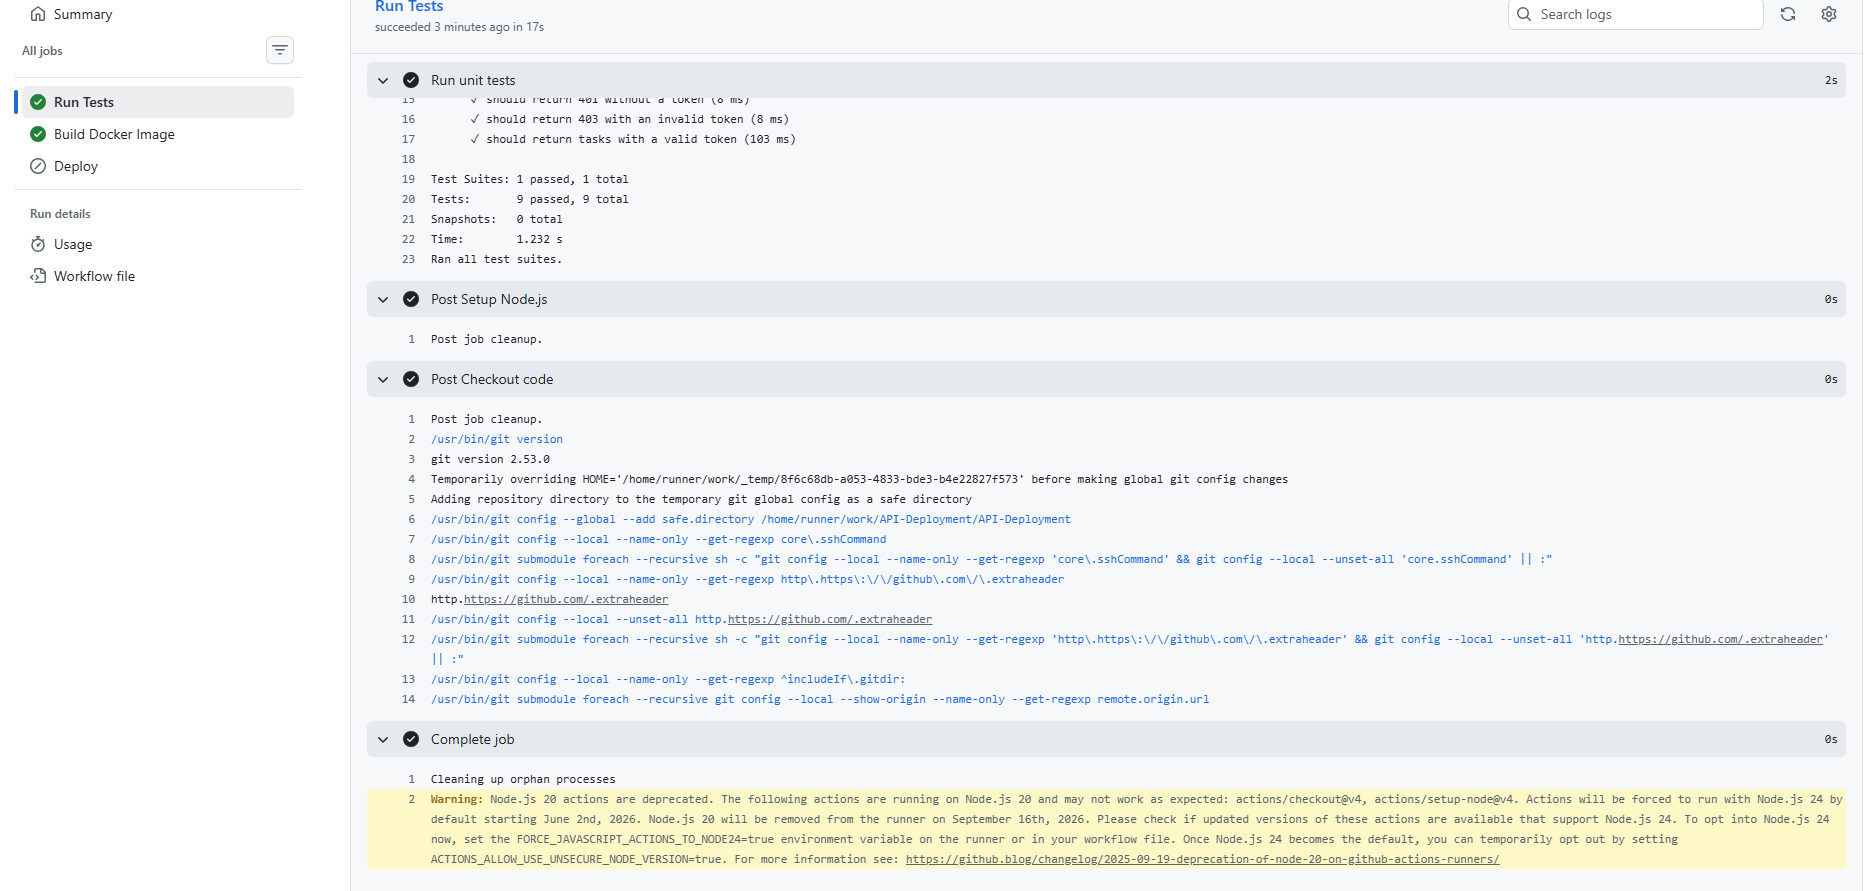 Summary
All jobs
Run Tests
Build Docker Image
Deploy
Run details
Usage
Workflow file
Run Tests
succeeded 3 minutes ago in 17s
Search logs
Run unit tests
2s
15 ✓ should return 401 without a token (8 ms)
16 ✓ should return 403 with an invalid token (8 ms)
17 ✓ should return tasks with a valid token (103 ms)
18
19 Test Suites: 1 passed, 1 total
20 Tests: 9 passed, 9 total
21 Snapshots: 0 total
22 Time: 1.232 s
23 Ran all test suites.
Post Setup Node.js
0s
1 Post job cleanup.
Post Checkout code
0s
1 Post job cleanup.
2 /usr/bin/git version
3 git version 2.53.0
4 Temporarily overriding HOME='/home/runner/work/_temp/8f6c68db-a053-4833-bde3-b4e22827f573' before making global git config changes
5 Adding repository directory to the temporary git global config as a safe directory
6 /usr/bin/git config --global --add safe.directory /home/runner/work/API-Deployment/API-Deployment
7 /usr/bin/git config --local --name-only --get-regexp core\.sshCommand
8 /usr/bin/git submodule foreach --recursive sh -c "git config --local --name-only --get-regexp 'core\.sshCommand' && git config --local --unset-all 'core.sshCommand' || :"
9 /usr/bin/git config --local --name-only --get-regexp http\.https\:\/\/github\.com\/\.extraheader
10 http.https://github.com/.extraheader
11 /usr/bin/git config --local --unset-all http.https://github.com/.extraheader
12 /usr/bin/git submodule foreach --recursive sh -c "git config --local --name-only --get-regexp 'http\.https\:\/\/github\.com\/\.extraheader' && git config --local --unset-all 'http.https://github.com/.extraheader'
|| :"
13 /usr/bin/git config --local --name-only --get-regexp ^includeIf\.gitdir:
14 /usr/bin/git submodule foreach --recursive git config --local --show-origin --name-only --get-regexp remote.origin.url
Complete job
0s
1 Cleaning up orphan processes
2 Warning: Node.js 20 actions are deprecated. The following actions are running on Node.js 20 and may not work as expected: actions/checkout@v4, actions/setup-node@v4. Actions will be forced to run with Node.js 24 by
default starting June 2nd, 2026. Node.js 20 will be removed from the runner on September 16th, 2026. Please check if updated versions of these actions are available that support Node.js 24. To opt into Node.js 24
now, set the FORCE_JAVASCRIPT_ACTIONS_TO_NODE24=true environment variable on the runner or in your workflow file. Once Node.js 24 becomes the default, you can temporarily opt out by setting
ACTIONS_ALLOW_USE_UNSECURE_NODE_VERSION=true. For more information see: https://github.blog/changelog/2025-09-19-deprecation-of-node-20-on-github-actions-runners/